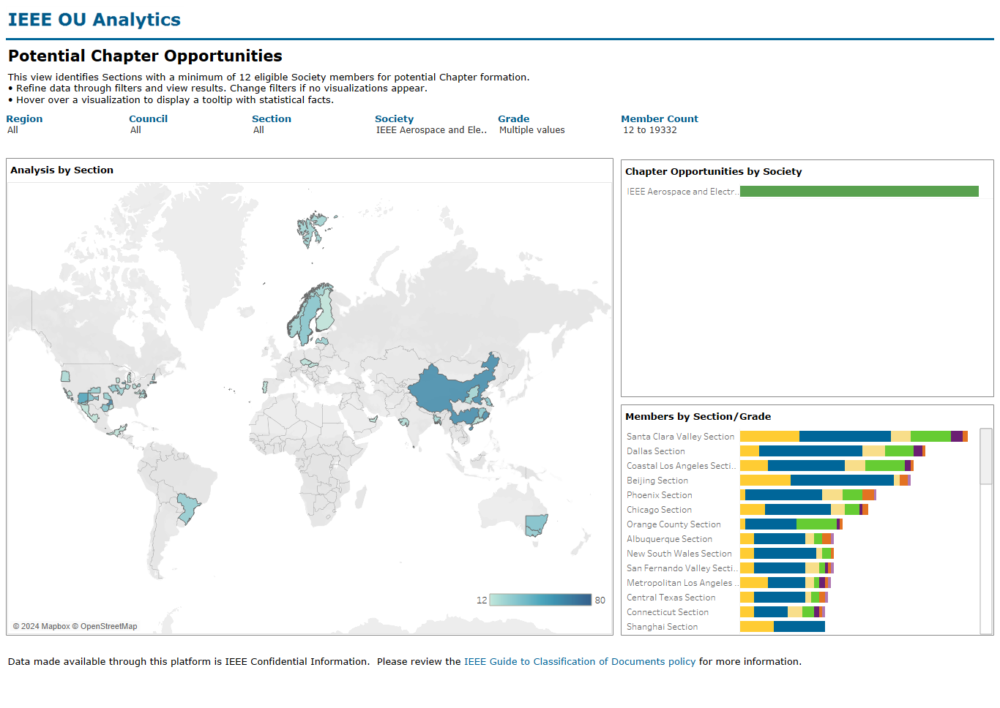 IEEE OU Analytics
Potential Chapter Opportunities
This view identifies Sections with a minimum of 12 eligible Society members for potential Chapter formation.
• Refine data through filters and view results. Change filters if no visualizations appear.
• Hover over a visualization to display a tooltip with statistical facts.
Region Council Section Society Grade Member Count
All All All IEEE Aerospace and Ele.. Multiple values 12 to 19332
Analysis by Section
12 80
© 2024 Mapbox © OpenStreetMap
Chapter Opportunities by Society
IEEE Aerospace and Electr..
Members by Section/Grade
Santa Clara Valley Section
Dallas Section
Coastal Los Angeles Secti..
Beijing Section
Phoenix Section
Chicago Section
Orange County Section
Albuquerque Section
New South Wales Section
San Fernando Valley Secti..
Metropolitan Los Angeles ..
Central Texas Section
Connecticut Section
Shanghai Section
Data made available through this platform is IEEE Confidential Information.  Please review the IEEE Guide to Classification of Documents policy for more information.